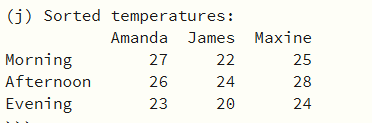 (j) Sorted temperatures:
Amanda James Maxine
Morning 27 22 25
Afternoon 26 24 28
Evening 23 20 24